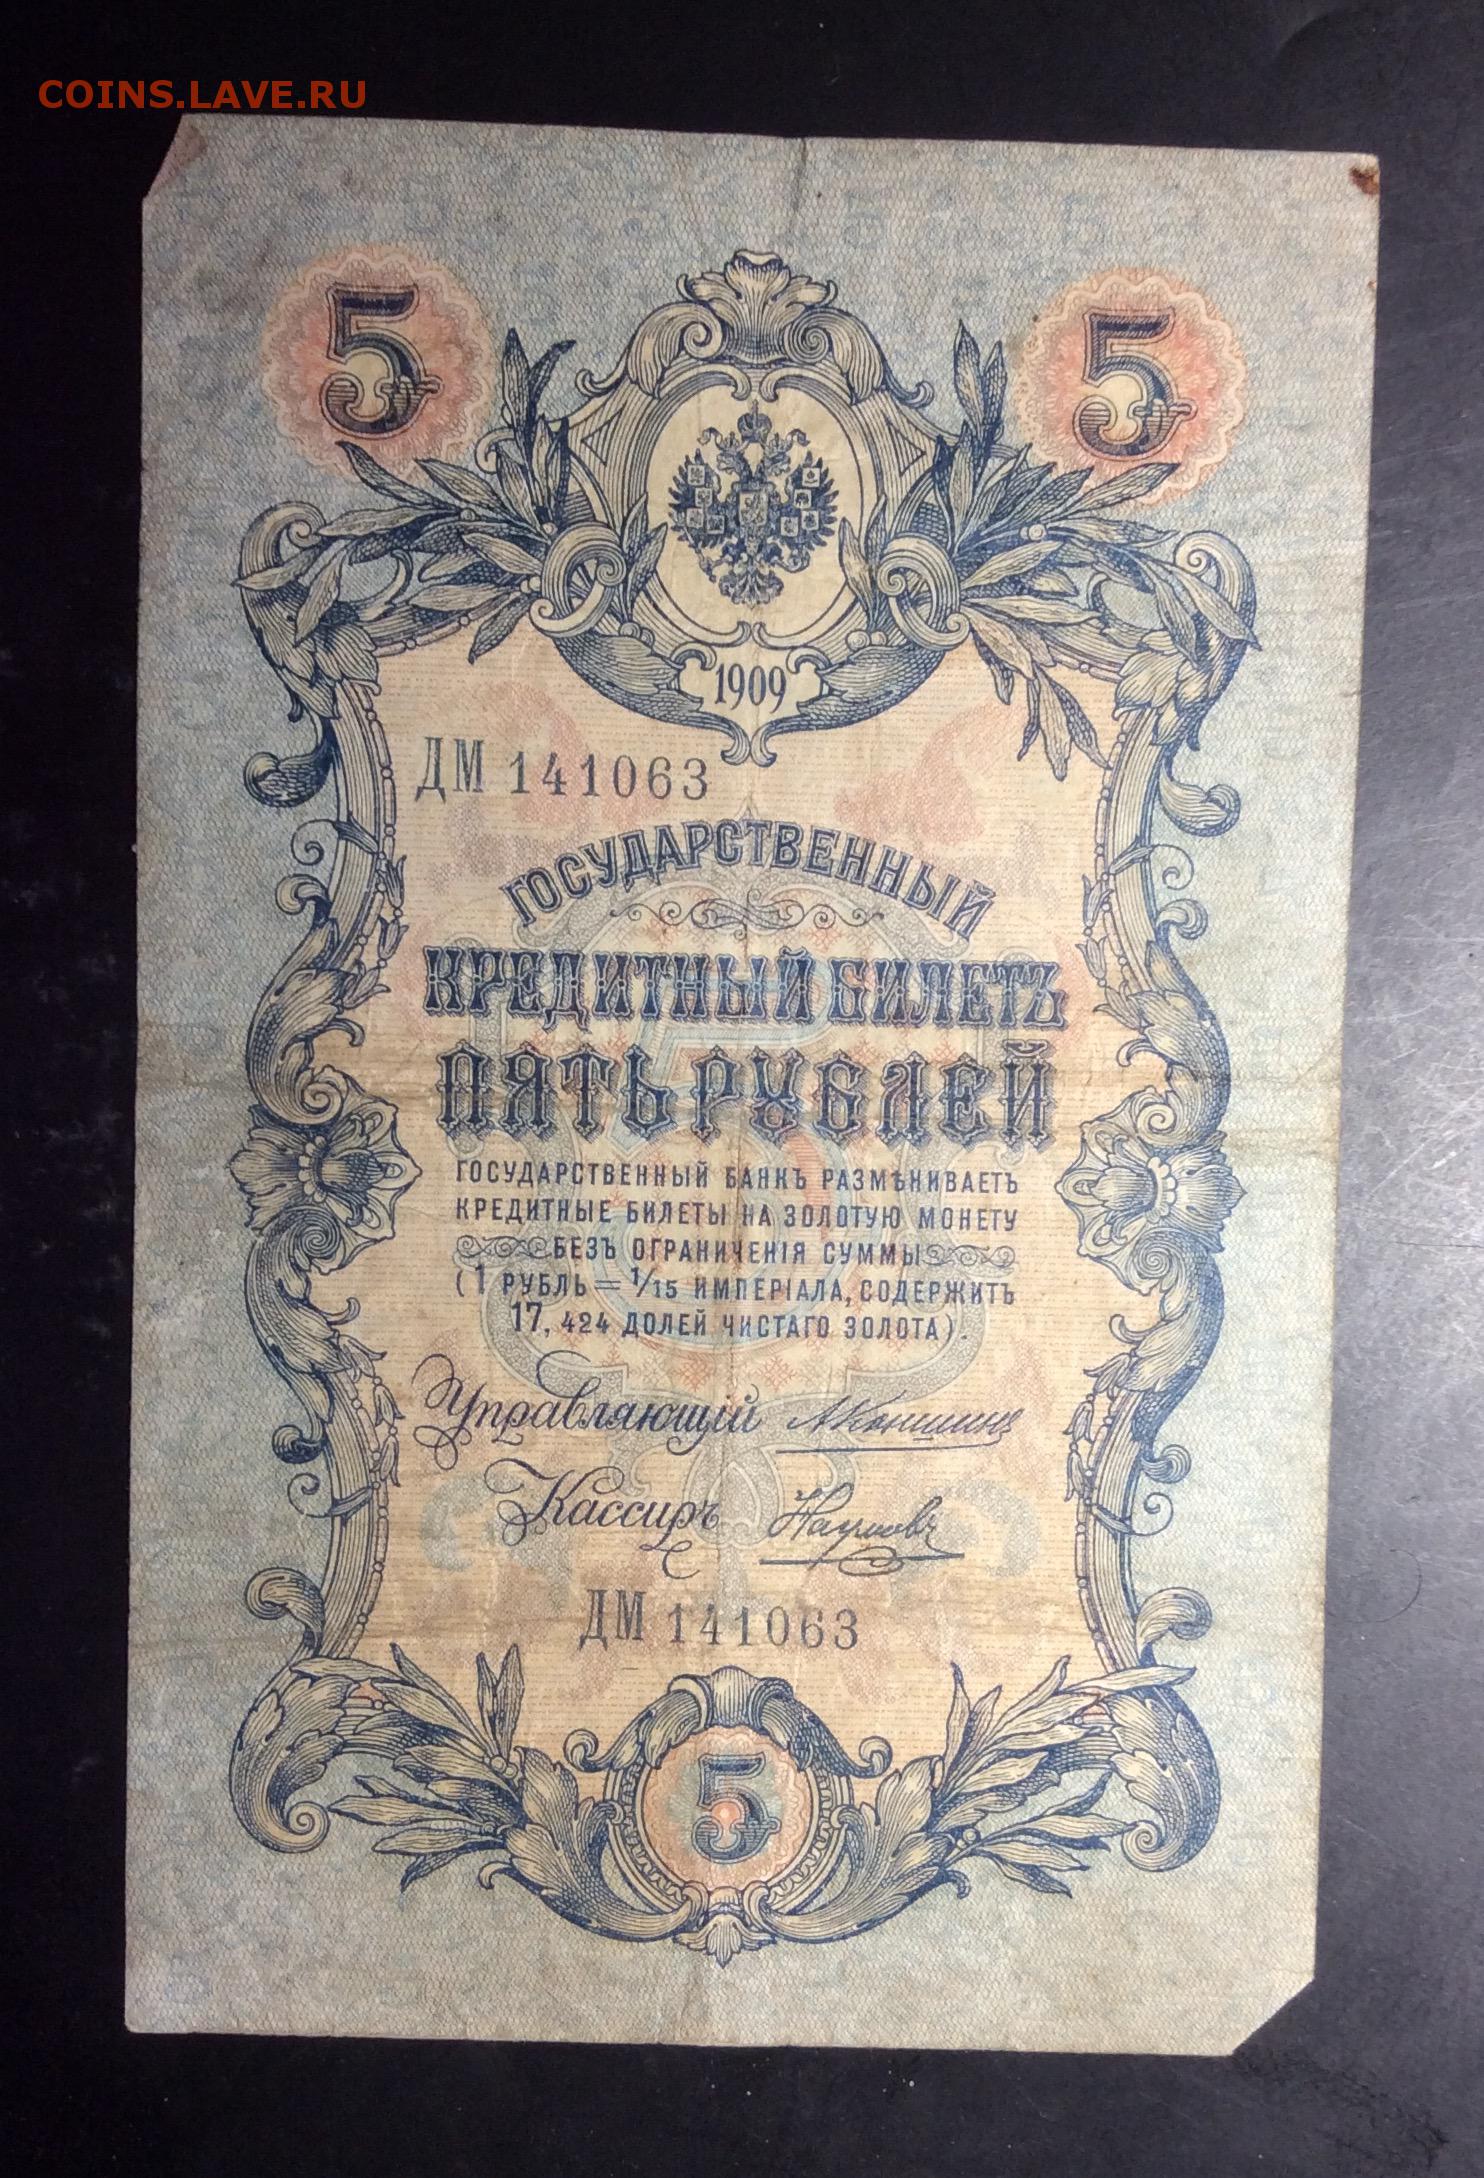 COINS.LAVE.RU
5 5
1909
ДМ 141063
ГОСУДАРСТВЕННЫЙ
КРЕДИТНЫЙ БИЛЕТЪ
ПЯТЬ РУБЛЕЙ
ГОСУДАРСТВЕННЫЙ БАНКЪ РАЗМѢНИВАЕТЪ
КРЕДИТНЫЕ БИЛЕТЫ НА ЗОЛОТУЮ МОНЕТУ
БЕЗЪ ОГРАНИЧЕНІЯ СУММЫ
(1 РУБЛЬ = 1/15 ИМПЕРІАЛА, СОДЕРЖИТЪ
17, 424 ДОЛЕЙ ЧИСТАГО ЗОЛОТА).
Управляющій АКоншинъ
Кассиръ Наумовъ
ДМ 141063
5